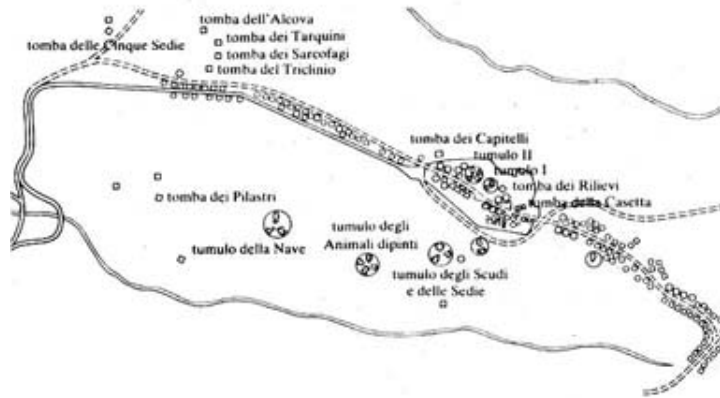 tomba dell'Alcova
tomba dei Tarquini
tomba delle Cinque Sedie
tomba dei Sarcofagi
tomba del Triclinio
tomba dei Capitelli
tumulo II
tumulo I
tomba dei Rilievi
tomba della Casetta
tomba dei Pilastri
tumulo degli
Animali dipinti
tumulo della Nave
tumulo degli Scudi
e delle Sedie